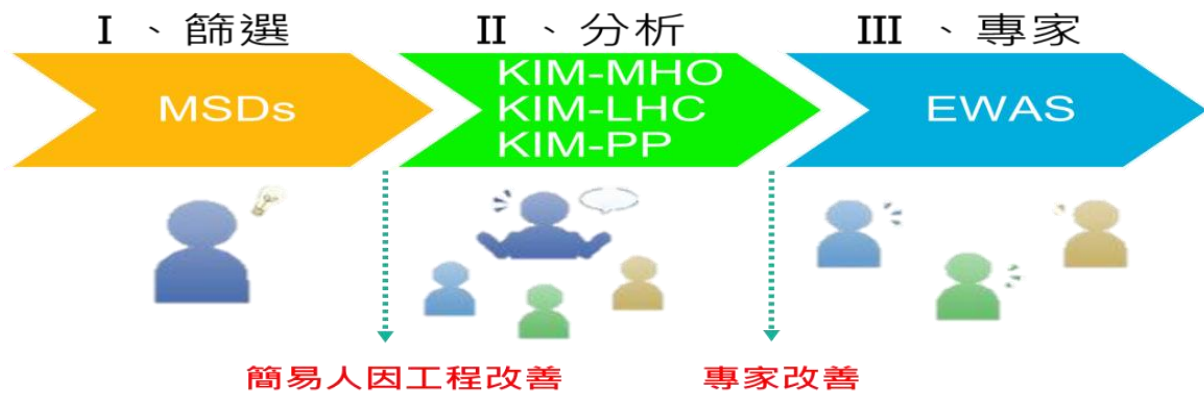 I、篩選
II、分析
III、專家
MSDs
KIM-MHO
KIM-LHC
KIM-PP
EWAS
簡易人因工程改善
專家改善